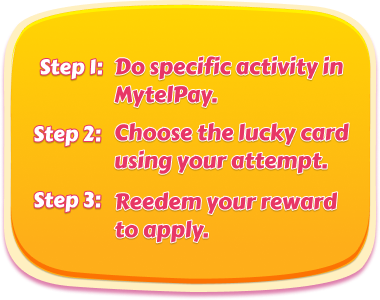 Step 1: Do specific activity in
MytelPay.
Step 2: Choose the lucky card
using your attempt.
Step 3: Reedem your reward
to apply.